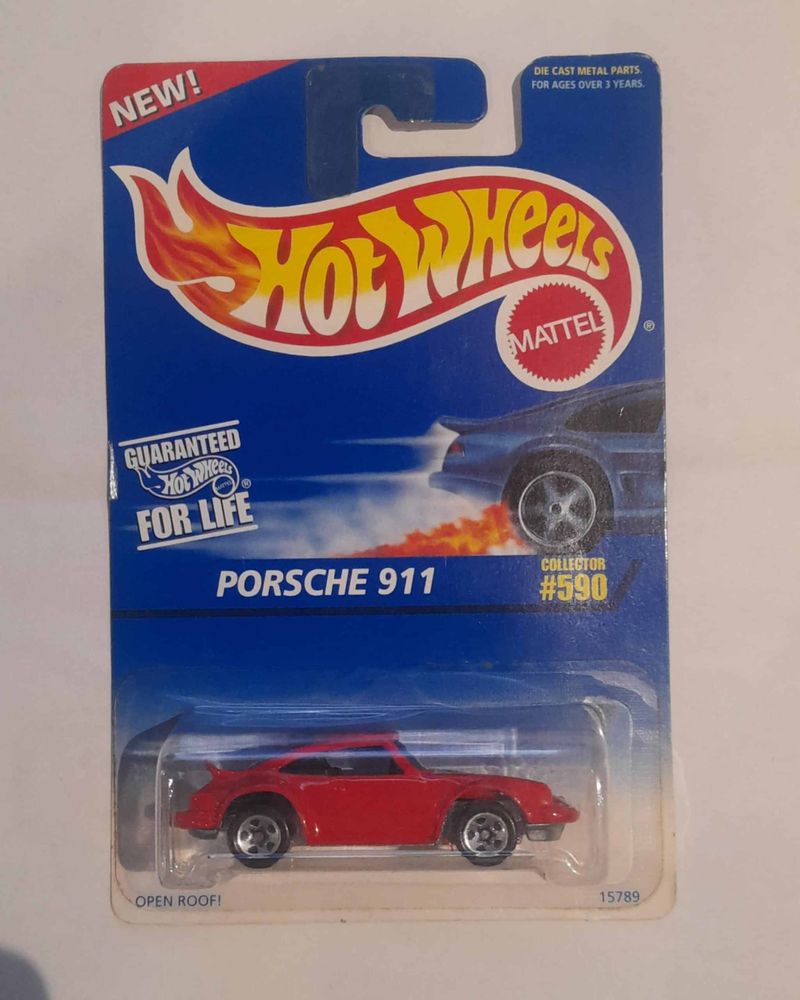 NEW!
DIE CAST METAL PARTS.
FOR AGES OVER 3 YEARS.
Hot Wheels
MATTEL
®
GUARANTEED
Hot Wheels
MATTEL
®
FOR LIFE
PORSCHE 911
COLLECTOR
#590
OPEN ROOF!
15789